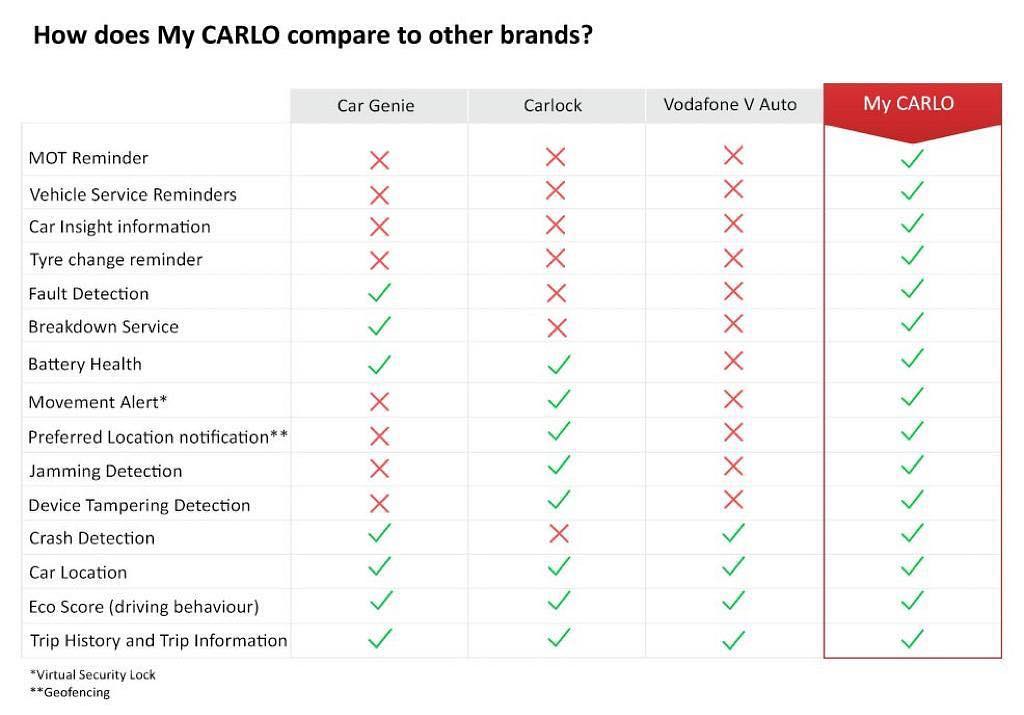 How does My CARLO compare to other brands?
Car Genie Carlock Vodafone V Auto My CARLO
MOT Reminder
Vehicle Service Reminders
Car Insight information
Tyre change reminder
Fault Detection
Breakdown Service
Battery Health
Movement Alert*
Preferred Location notification**
Jamming Detection
Device Tampering Detection
Crash Detection
Car Location
Eco Score (driving behaviour)
Trip History and Trip Information
*Virtual Security Lock
**Geofencing